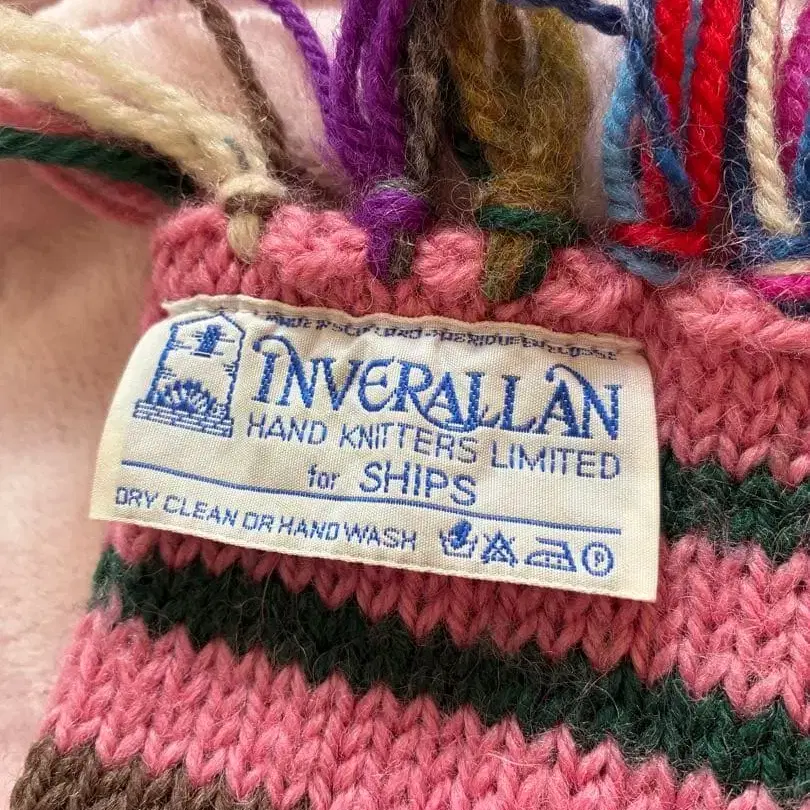 INVERALLAN
HAND KNITTERS LIMITED
for SHIPS
DRY CLEAN OR HAND WASH
P